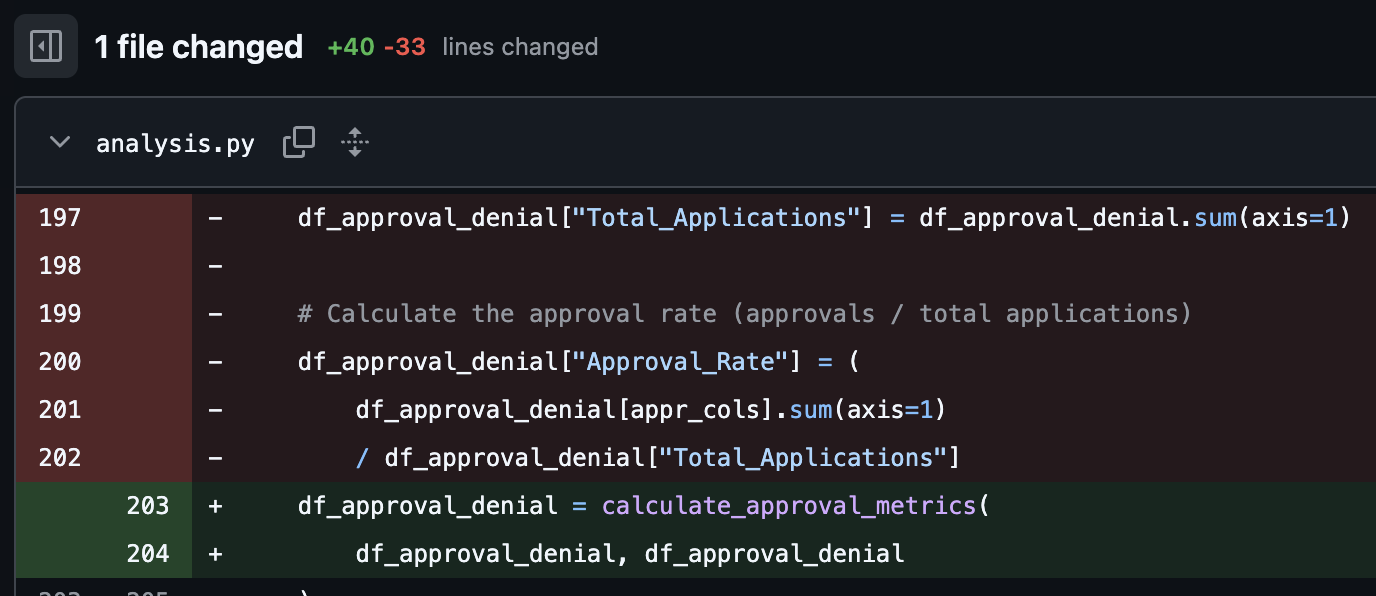 1 file changed +40 -33 lines changed
analysis.py
197 - df_approval_denial["Total_Applications"] = df_approval_denial.sum(axis=1)
198 -
199 - # Calculate the approval rate (approvals / total applications)
200 - df_approval_denial["Approval_Rate"] = (
201 - df_approval_denial[appr_cols].sum(axis=1)
202 - / df_approval_denial["Total_Applications"]
203 + df_approval_denial = calculate_approval_metrics(
204 + df_approval_denial, df_approval_denial